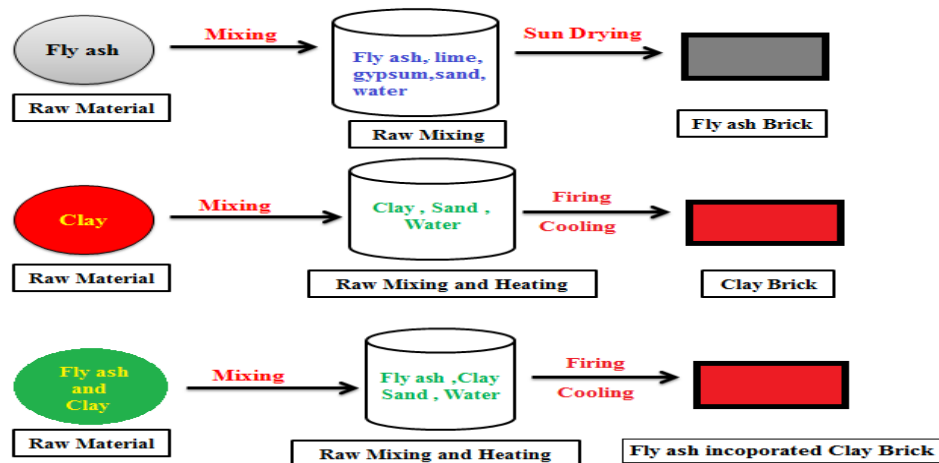 Fly ash
Mixing
Fly ash, lime,
gypsum,sand,
water
Sun Drying
Raw Material
Raw Mixing
Fly ash Brick
Clay
Mixing
Clay , Sand ,
Water
Firing
Cooling
Raw Material
Raw Mixing and Heating
Clay Brick
Fly ash
and
Clay
Mixing
Fly ash ,Clay
Sand , Water
Firing
Cooling
Raw Material
Raw Mixing and Heating
Fly ash incoporated Clay Brick